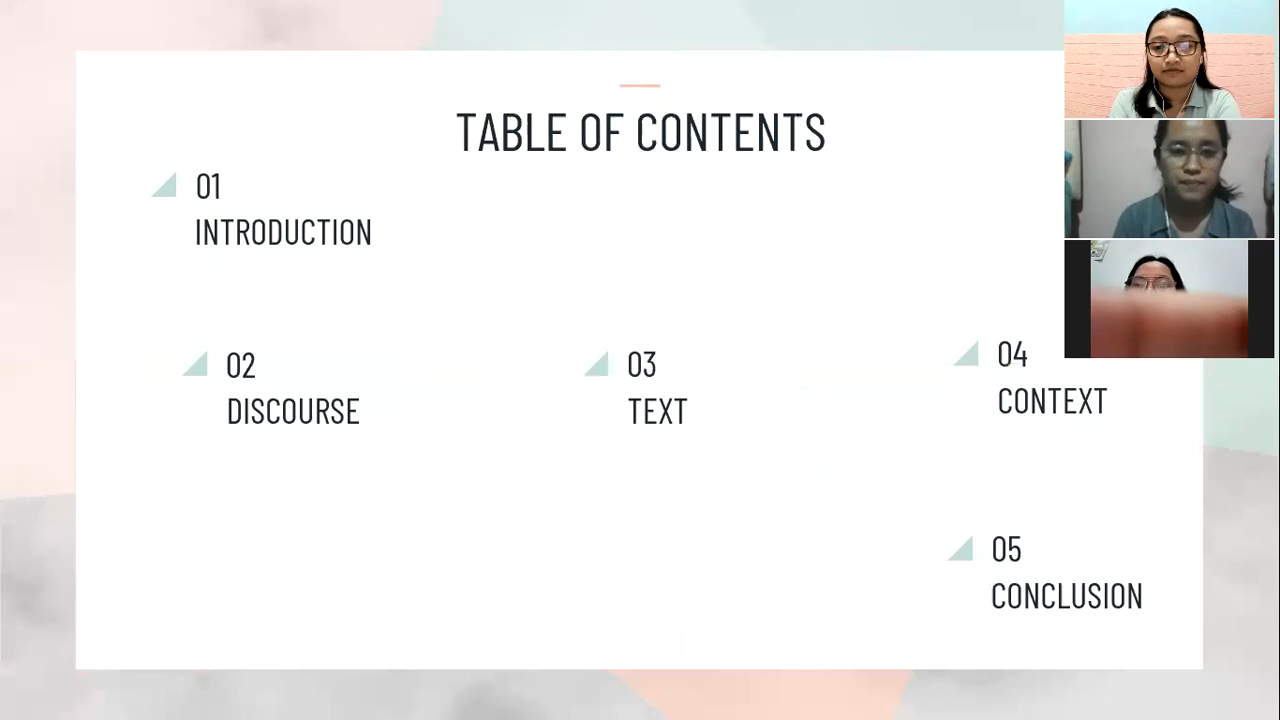 TABLE OF CONTENTS
01
INTRODUCTION
02
DISCOURSE
03
TEXT
04
CONTEXT
05
CONCLUSION